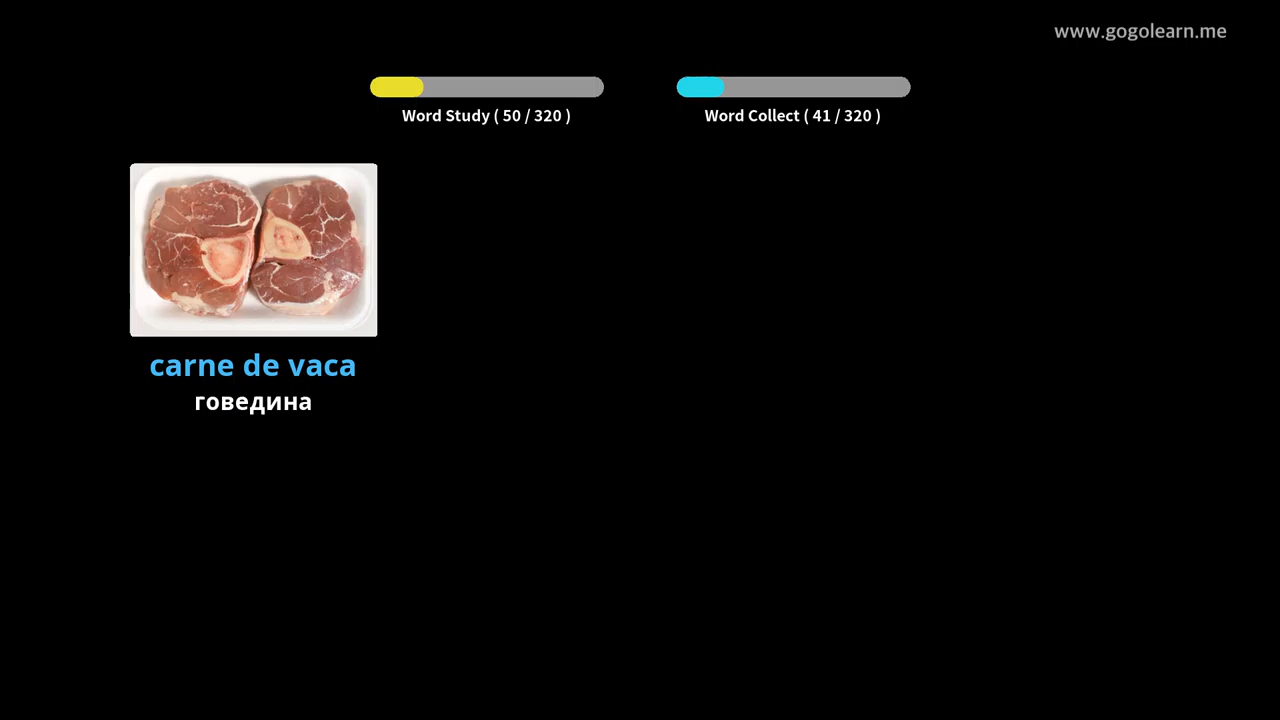 www.gogolearn.me
Word Study ( 50 / 320 )
Word Collect ( 41 / 320 )
carne de vaca
говедина